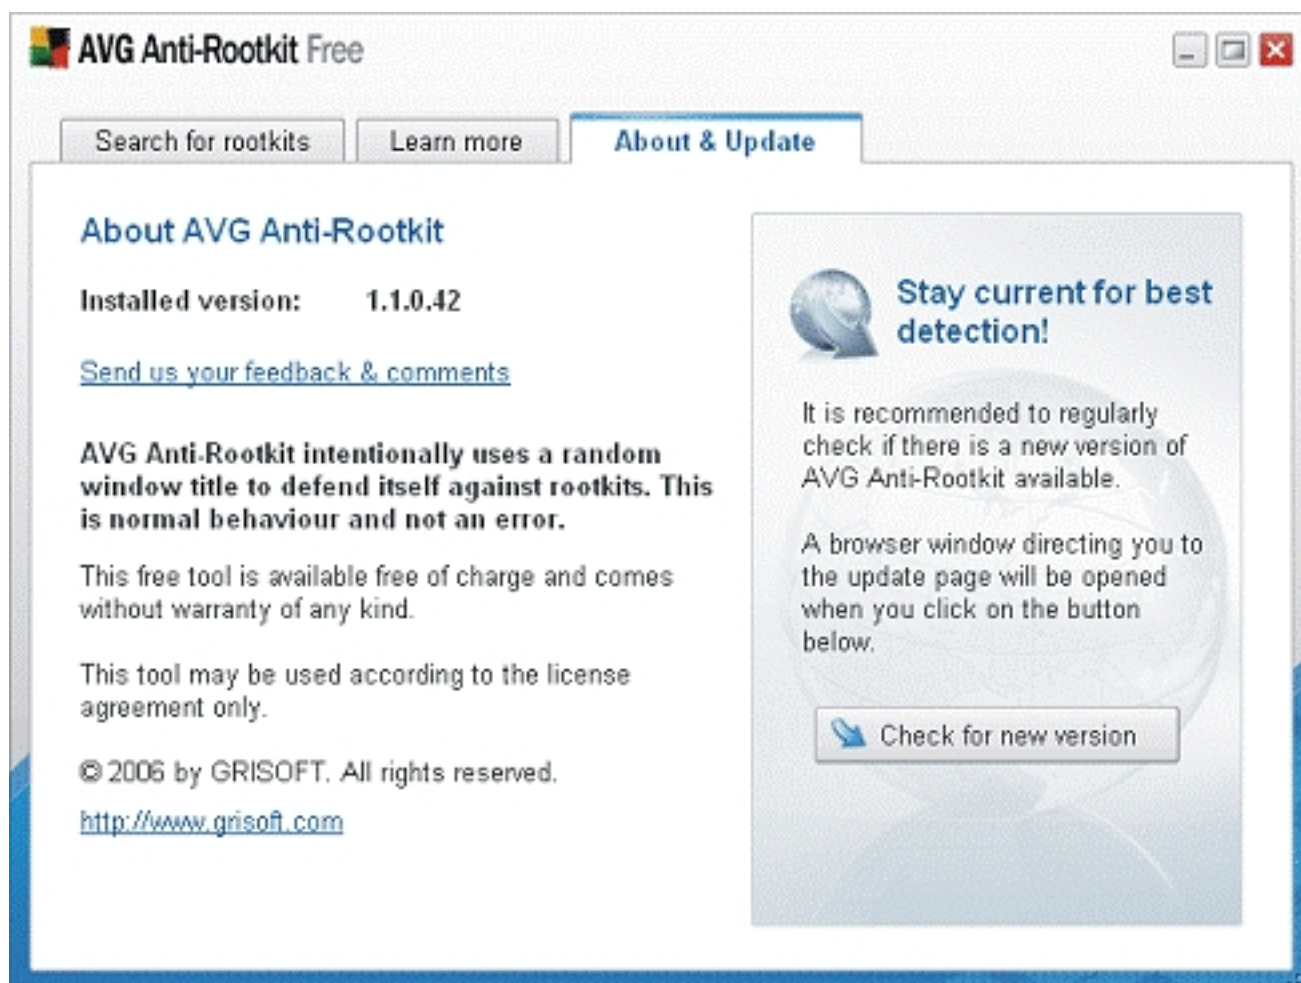 AVG Anti-Rootkit Free
Search for rootkits
Learn more
About & Update
About AVG Anti-Rootkit
Installed version: 1.1.0.42
Send us your feedback & comments
AVG Anti-Rootkit intentionally uses a random
window title to defend itself against rootkits. This
is normal behaviour and not an error.
This free tool is available free of charge and comes
without warranty of any kind.
This tool may be used according to the license
agreement only.
© 2006 by GRISOFT. All rights reserved.
http://www.grisoft.com
Stay current for best
detection!
It is recommended to regularly
check if there is a new version of
AVG Anti-Rootkit available.
A browser window directing you to
the update page will be opened
when you click on the button
below.
Check for new version